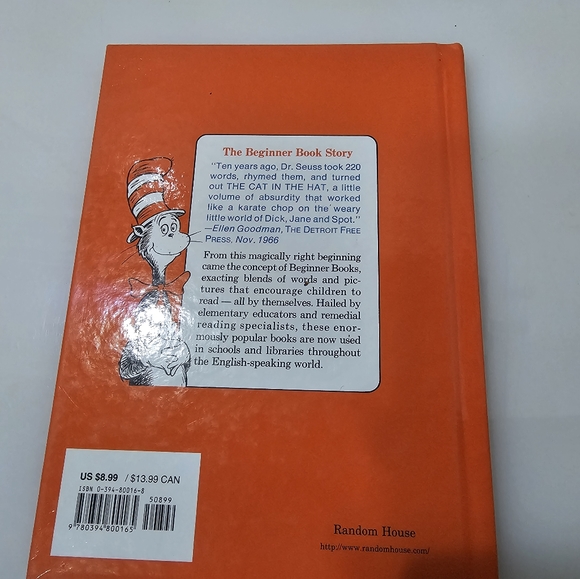 The Beginner Book Story
"Ten years ago, Dr. Seuss took 220
words, rhymed them, and turned
out THE CAT IN THE HAT, a little
volume of absurdity that worked
like a karate chop on the weary
little world of Dick, Jane and Spot."
—Ellen Goodman, THE DETROIT FREE
PRESS, Nov. 1966
From this magically right beginning
came the concept of Beginner Books,
exacting blends of words and pic-
tures that encourage children to
read — all by themselves. Hailed by
elementary educators and remedial
reading specialists, these enor-
mously popular books are now used
in schools and libraries throughout
the English-speaking world.
US $8.99 / $13.99 CAN
ISBN 0-394-80016-8
50899
9 780394 800165
Random House
http://www.randomhouse.com/